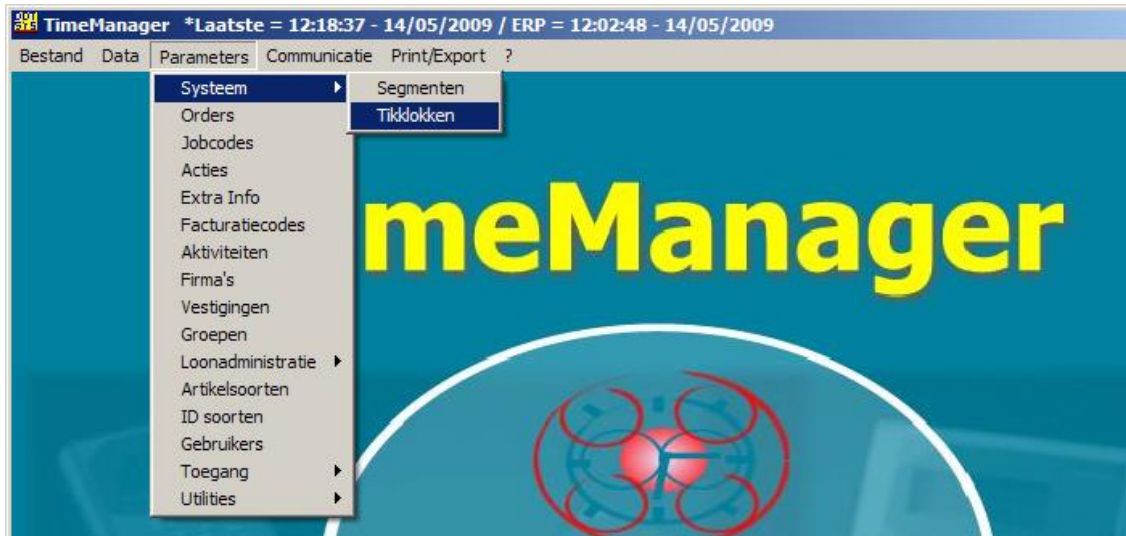 TimeManager *Laatste = 12:18:37 - 14/05/2009 / ERP = 12:02:48 - 14/05/2009
Bestand Data Parameters Communicatie Print/Export ?
Systeem
Segmenten
Tikklokken
Orders
Jobcodes
Acties
Extra Info
Facturatiecodes
Aktiviteiten
Firma's
Vestigingen
Groepen
Loonadministratie
Artikelsoorten
ID soorten
Gebruikers
Toegang
Utilities
meManager